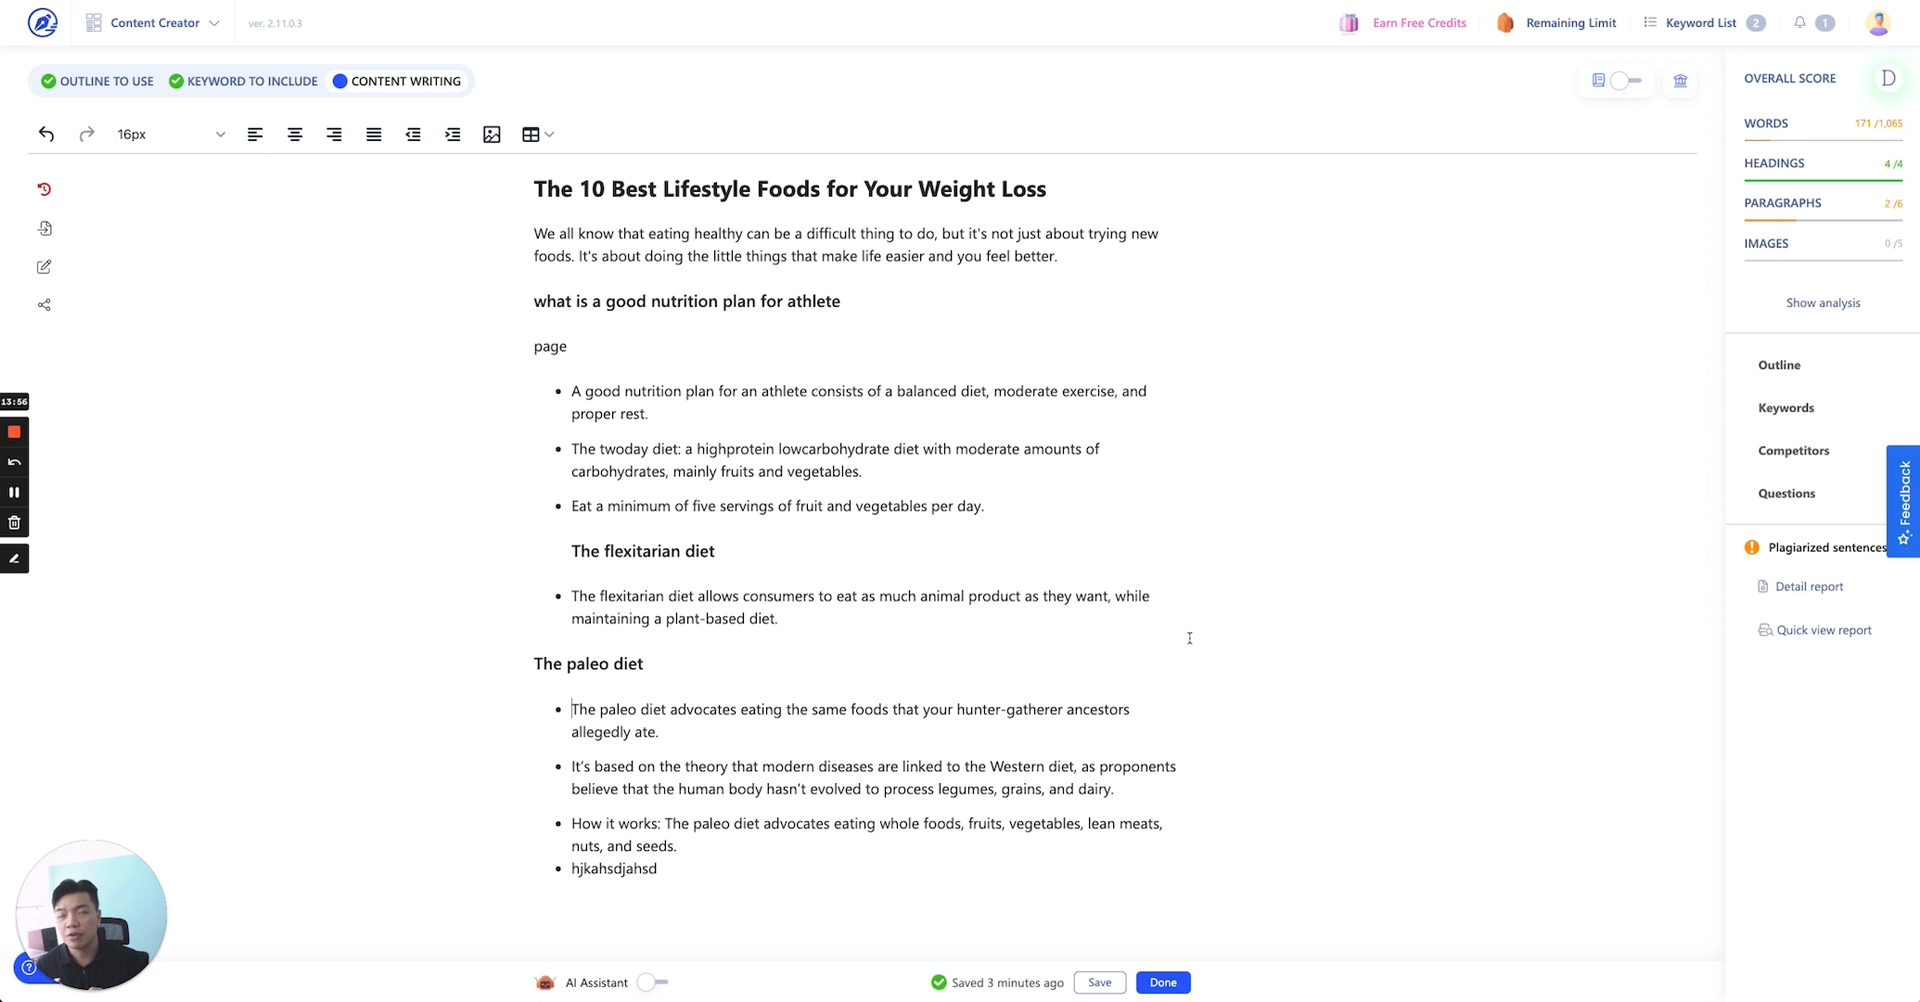 Content Creator
ver. 2.11.0.3
Earn Free Credits
Remaining Limit
Keyword List 2
1
OUTLINE TO USE
KEYWORD TO INCLUDE
CONTENT WRITING
16px
OVERALL SCORE D
WORDS 171 /1,065
HEADINGS 4 /4
PARAGRAPHS 2 /6
IMAGES 0 /5
Show analysis
Outline
Keywords
Competitors
Questions
Feedback
Plagiarized sentences
Detail report
Quick view report
The 10 Best Lifestyle Foods for Your Weight Loss
We all know that eating healthy can be a difficult thing to do, but it's not just about trying new
foods. It's about doing the little things that make life easier and you feel better.
what is a good nutrition plan for athlete
page
• A good nutrition plan for an athlete consists of a balanced diet, moderate exercise, and
proper rest.
• The twoday diet: a highprotein lowcarbohydrate diet with moderate amounts of
carbohydrates, mainly fruits and vegetables.
• Eat a minimum of five servings of fruit and vegetables per day.
The flexitarian diet
• The flexitarian diet allows consumers to eat as much animal product as they want, while
maintaining a plant-based diet.
The paleo diet
• The paleo diet advocates eating the same foods that your hunter-gatherer ancestors
allegedly ate.
• It’s based on the theory that modern diseases are linked to the Western diet, as proponents
believe that the human body hasn’t evolved to process legumes, grains, and dairy.
• How it works: The paleo diet advocates eating whole foods, fruits, vegetables, lean meats,
nuts, and seeds.
• hjkahsdjahsd
13:56
AI Assistant
Saved 3 minutes ago
Save
Done